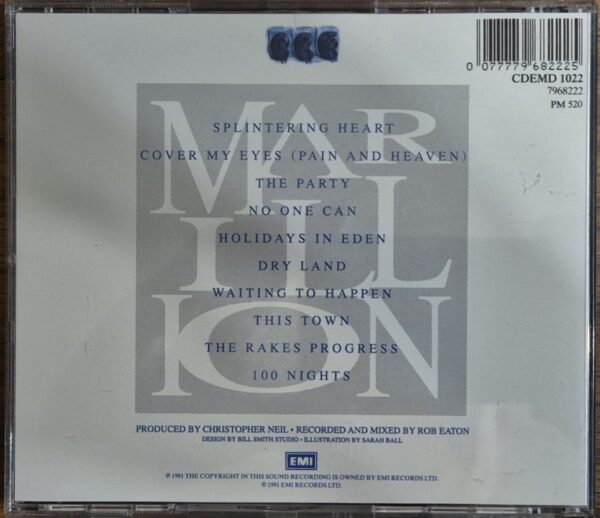 0 077779 682225
CDEMD 1022
7968222
PM 520
MARILLION
SPLINTERING HEART
COVER MY EYES (PAIN AND HEAVEN)
THE PARTY
NO ONE CAN
HOLIDAYS IN EDEN
DRY LAND
WAITING TO HAPPEN
THIS TOWN
THE RAKES PROGRESS
100 NIGHTS
PRODUCED BY CHRISTOPHER NEIL • RECORDED AND MIXED BY ROB EATON
DESIGN BY BILL SMITH STUDIO • ILLUSTRATION BY SARAH BALL
EMI
℗ 1991 THE COPYRIGHT IN THIS SOUND RECORDING IS OWNED BY EMI RECORDS LTD.
© 1991 EMI RECORDS LTD.